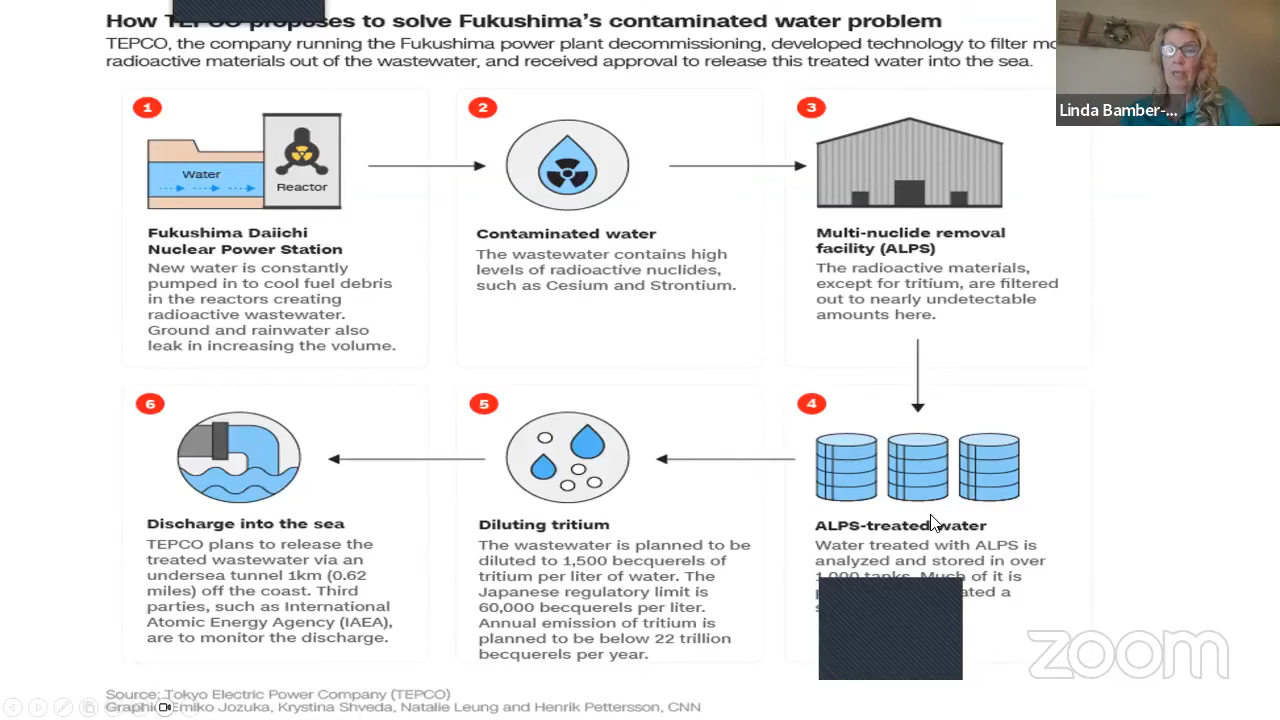 How TEPCO proposes to solve Fukushima's contaminated water problem
TEPCO, the company running the Fukushima power plant decommissioning, developed technology to filter
radioactive materials out of the wastewater, and received approval to release this treated water into the sea.
Linda Bamber-...
1
Water
Reactor
Fukushima Daiichi
Nuclear Power Station
New water is constantly
pumped in to cool fuel debris
in the reactors creating
radioactive wastewater.
Ground and rainwater also
leak in increasing the volume.
2
Contaminated water
The wastewater contains high
levels of radioactive nuclides,
such as Cesium and Strontium.
3
Multi-nuclide removal
facility (ALPS)
The radioactive materials,
except for tritium, are filtered
out to nearly undetectable
amounts here.
4
ALPS-treated water
Water treated with ALPS is
analyzed and stored in over
1,000 tanks. Much of it is
a
5
Diluting tritium
The wastewater is planned to be
diluted to 1,500 becquerels of
tritium per liter of water. The
Japanese regulatory limit is
60,000 becquerels per liter.
Annual emission of tritium is
planned to be below 22 trillion
becquerels per year.
6
Discharge into the sea
TEPCO plans to release the
treated wastewater via an
undersea tunnel 1km (0.62
miles) off the coast. Third
parties, such as International
Atomic Energy Agency (IAEA),
are to monitor the discharge.
zoom
Source: Tokyo Electric Power Company (TEPCO)
Graphic: Emiko Jozuka, Krystina Shveda, Natalie Leung and Henrik Pettersson, CNN